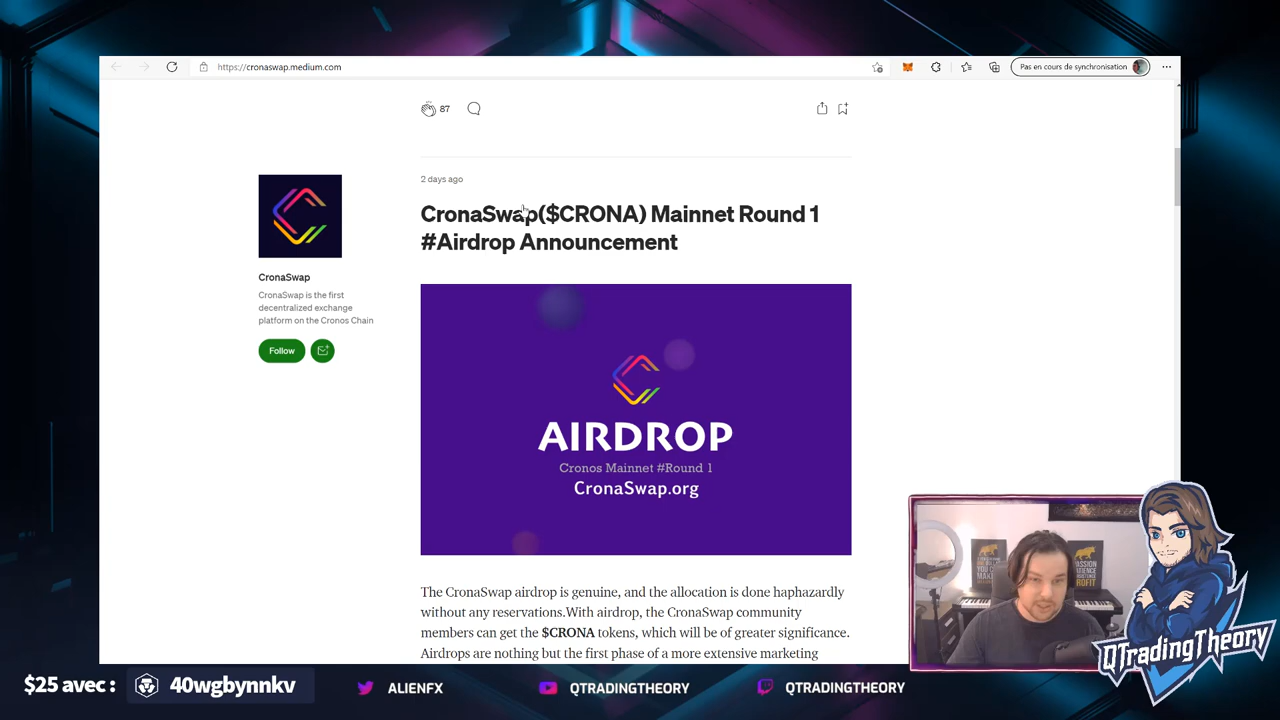 https://cronaswap.medium.com
Pas en cours de synchronisation
87
2 days ago
CronaSwap($CRONA) Mainnet Round 1
#Airdrop Announcement
CronaSwap
CronaSwap is the first
decentralized exchange
platform on the Cronos Chain
Follow
AIRDROP
Cronos Mainnet #Round 1
CronaSwap.org
The CronaSwap airdrop is genuine, and the allocation is done haphazardly
without any reservations.With airdrop, the CronaSwap community
members can get the $CRONA tokens, which will be of greater significance.
Airdrops are nothing but the first phase of a more extensive marketing
QTradingTheory
$25 avec :
40wgbynnkv
ALIENFX
QTRADINGTHEORY
QTRADINGTHEORY